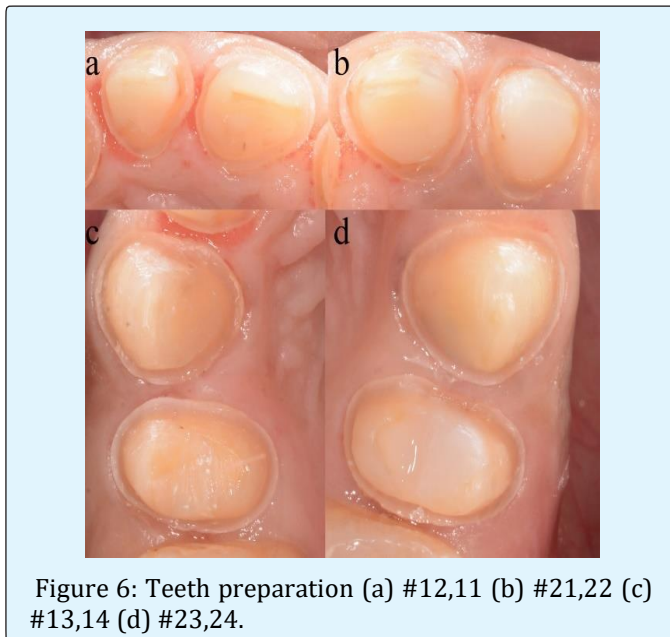 a
b
c
d
Figure 6: Teeth preparation (a) #12,11 (b) #21,22 (c)
#13,14 (d) #23,24.